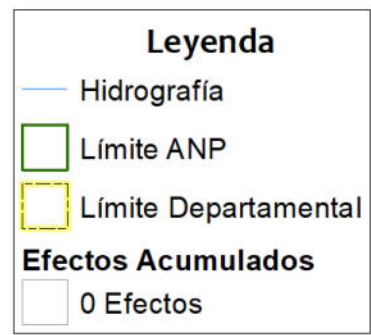 Leyenda
Hidrografía
Límite ANP
Límite Departamental
Efectos Acumulados
0 Efectos